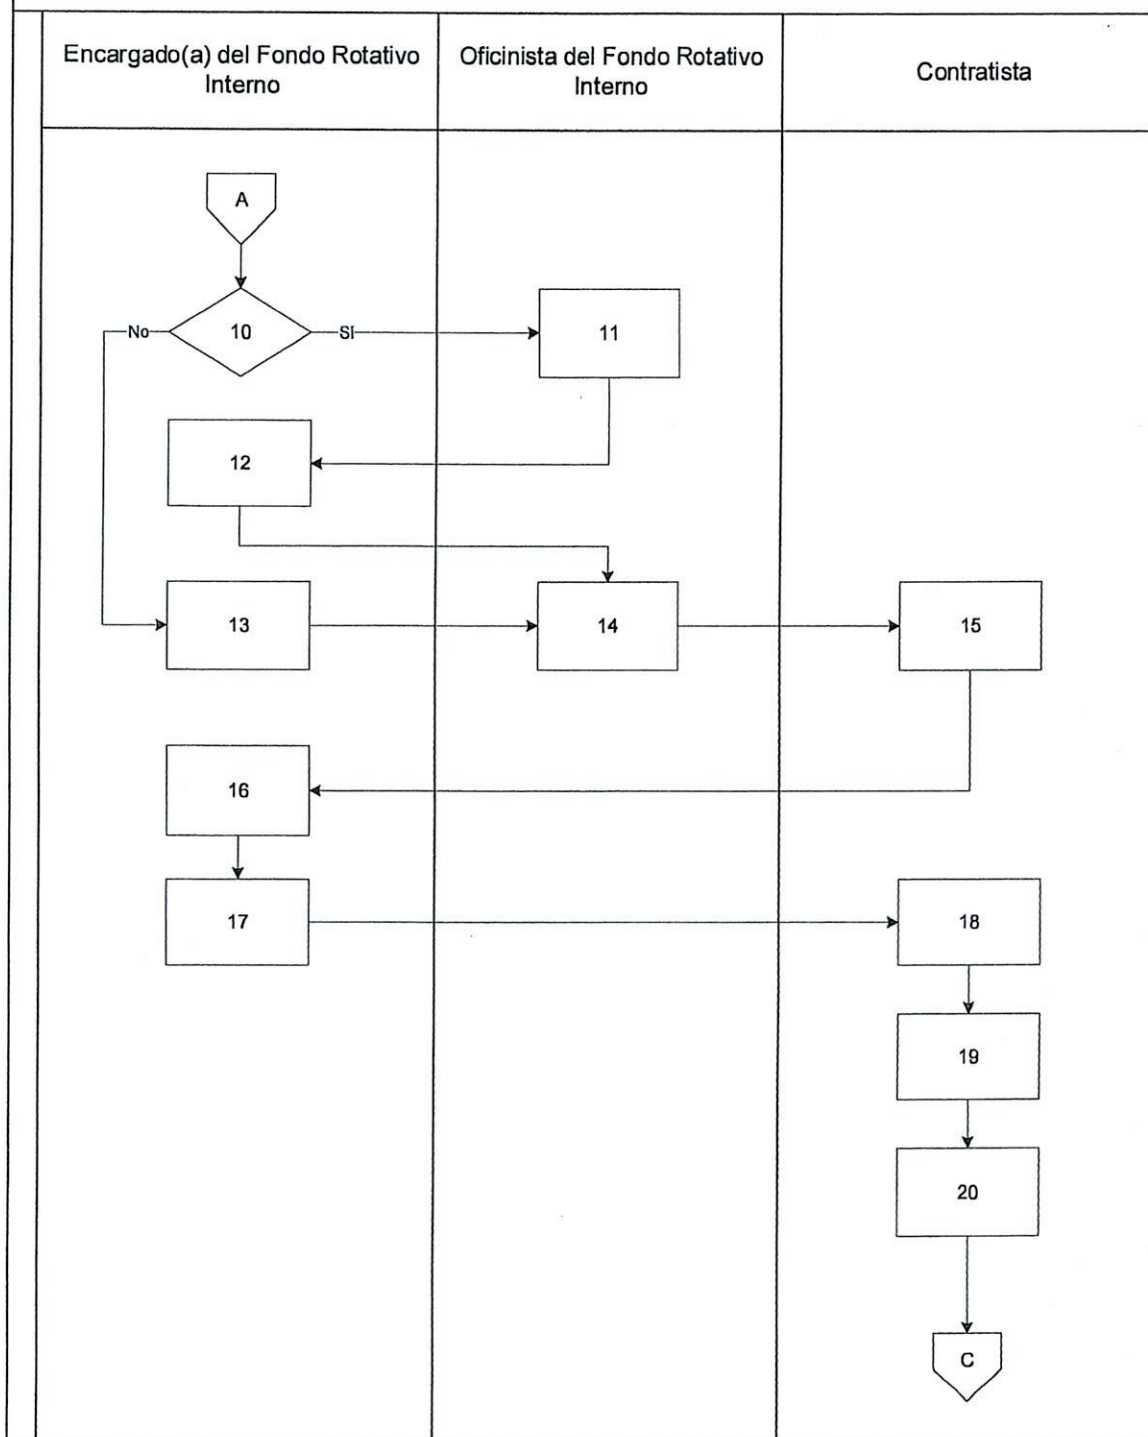 Encargado(a) del Fondo Rotativo
Interno
Oficinista del Fondo Rotativo
Interno
Contratista
A
No
10
SÍ
11
12
13
14
15
16
17
18
19
20
C